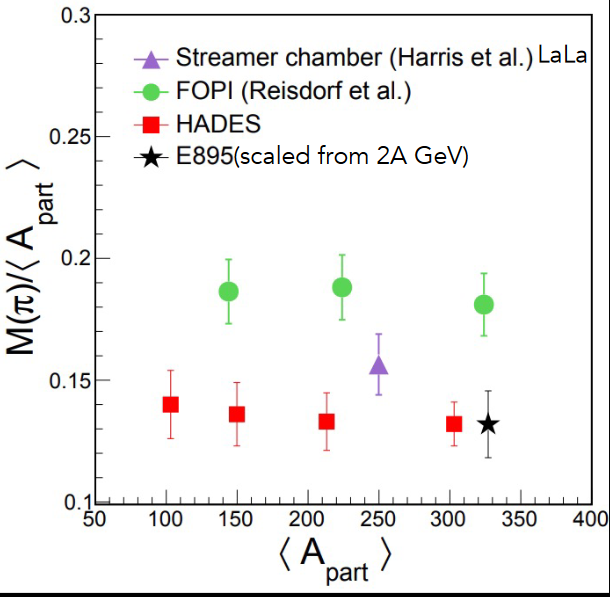 0.3
Streamer chamber (Harris et al.) LaLa
FOPI (Reisdorf et al.)
HADES
E895(scaled from 2A GeV)
0.25
0.2
0.15
0.1
M(π)/⟨ A_part ⟩
50 100 150 200 250 300 350 400
⟨ A_part ⟩